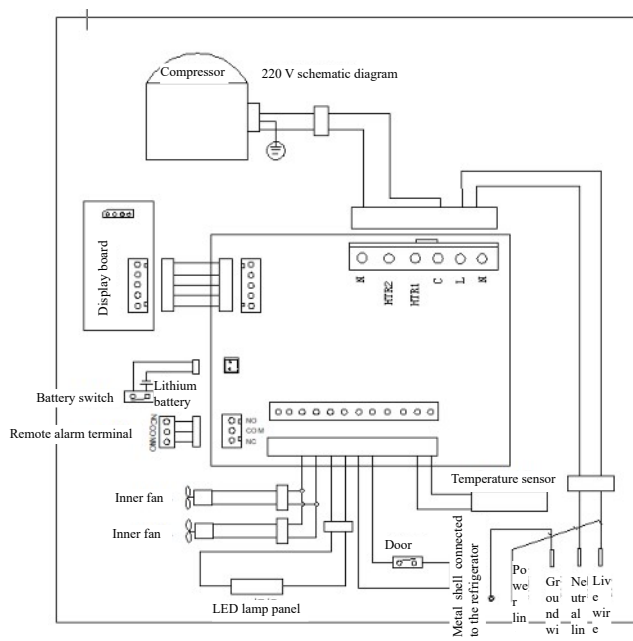 Compressor
220 V schematic diagram
Display board
N
HTR2
HTR1
C
L
N
Battery switch
Lithium
battery
Remote alarm terminal
NO
COM
NC
Inner fan
Inner fan
LED lamp panel
Door
Temperature sensor
Metal shell connected
to the refrigerator
Po
we
r
lin
Gr
ou
nd
wi
Ne
utr
al
lin
Liv
e
wir
e